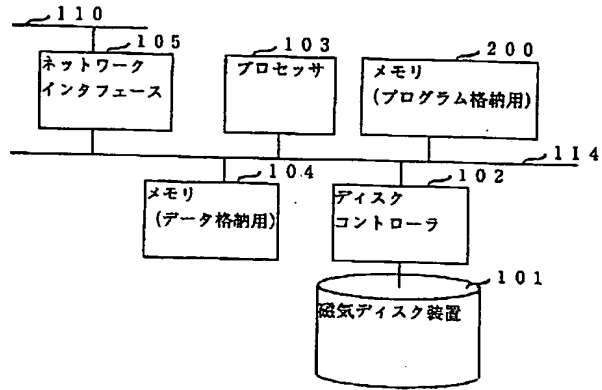 110
105
103
200
ネットワーク
インタフェース
プロセッサ
メモリ
(プログラム格納用)
114
104
102
メモリ
(データ格納用)
ディスク
コントローラ
101
磁気ディスク装置